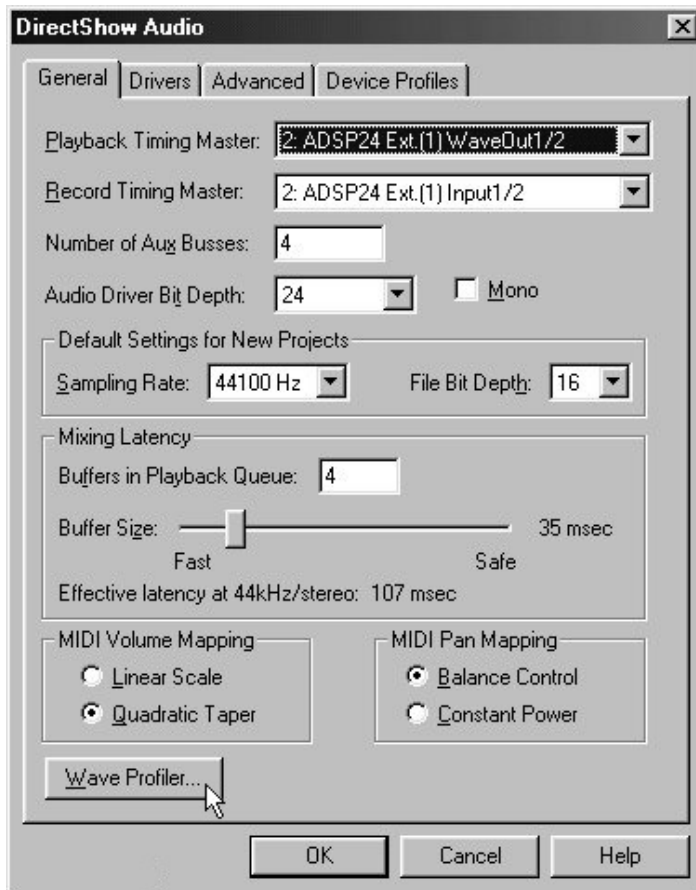 DirectShow Audio
General Drivers Advanced Device Profiles
Playback Timing Master: 2: ADSP24 Ext.(1) WaveOut1/2
Record Timing Master: 2: ADSP24 Ext.(1) Input1/2
Number of Aux Busses: 4
Audio Driver Bit Depth: 24 Mono
Default Settings for New Projects
Sampling Rate: 44100 Hz File Bit Depth: 16
Mixing Latency
Buffers in Playback Queue: 4
Buffer Size: 35 msec
Fast Safe
Effective latency at 44kHz/stereo: 107 msec
MIDI Volume Mapping MIDI Pan Mapping
Linear Scale Balance Control
Quadratic Taper Constant Power
Wave Profiler...
OK Cancel Help